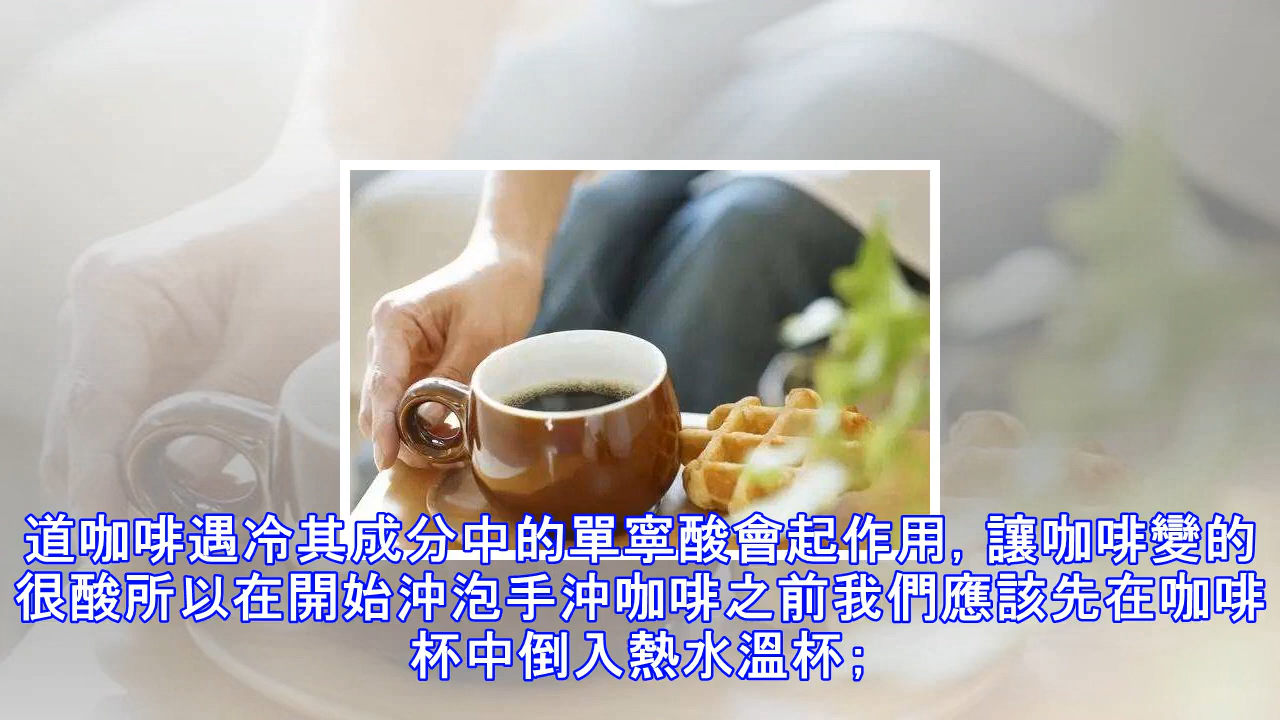 道咖啡遇冷其成分中的單寧酸會起作用,讓咖啡變的
很酸所以在開始沖泡手沖咖啡之前我們應該先在咖啡
杯中倒入熱水溫杯;